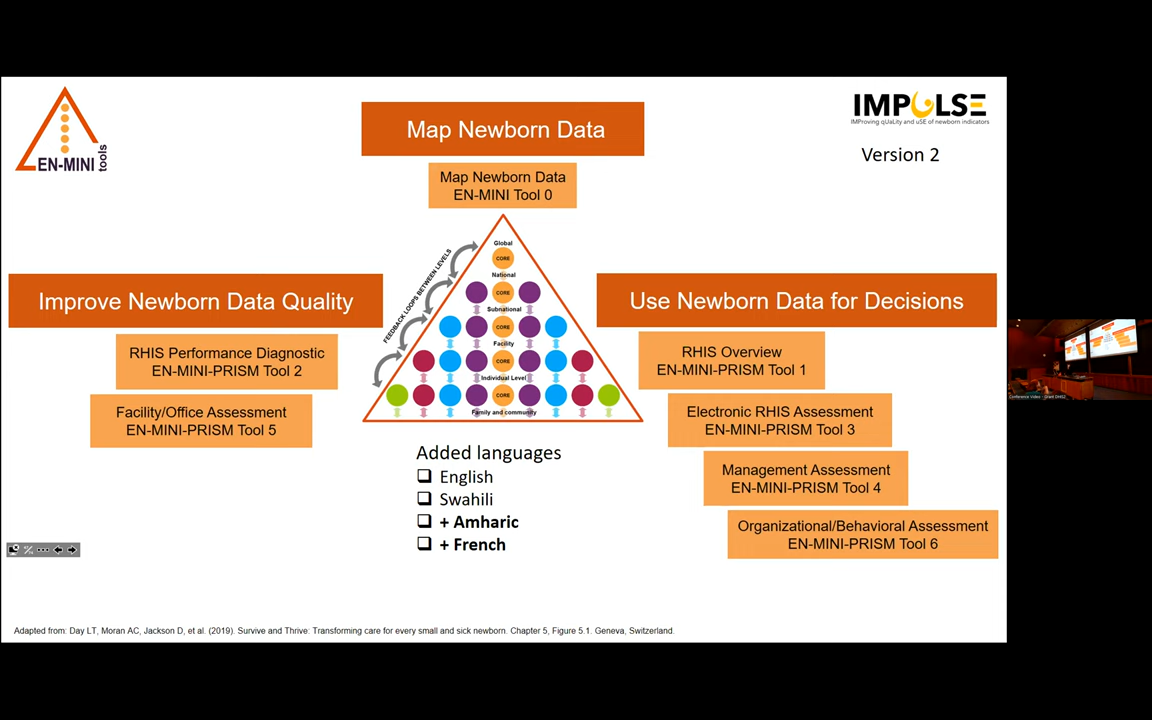 EN-MINI tools
IMPULSE
IMProving qUaLity and uSE of newborn indicators
Version 2
Map Newborn Data
Map Newborn Data
EN-MINI Tool 0
Improve Newborn Data Quality
RHIS Performance Diagnostic
EN-MINI-PRISM Tool 2
Facility/Office Assessment
EN-MINI-PRISM Tool 5
FEEDBACK LOOPS BETWEEN LEVELS
Global
CORE
National
CORE
Subnational
CORE
Facility
CORE
Individual Level
CORE
Family and community
Use Newborn Data for Decisions
RHIS Overview
EN-MINI-PRISM Tool 1
Electronic RHIS Assessment
EN-MINI-PRISM Tool 3
Management Assessment
EN-MINI-PRISM Tool 4
Organizational/Behavioral Assessment
EN-MINI-PRISM Tool 6
Added languages
English
Swahili
+ Amharic
+ French
Adapted from: Day LT, Moran AC, Jackson D, et al. (2019). Survive and Thrive: Transforming care for every small and sick newborn. Chapter 5, Figure 5.1. Geneva, Switzerland.